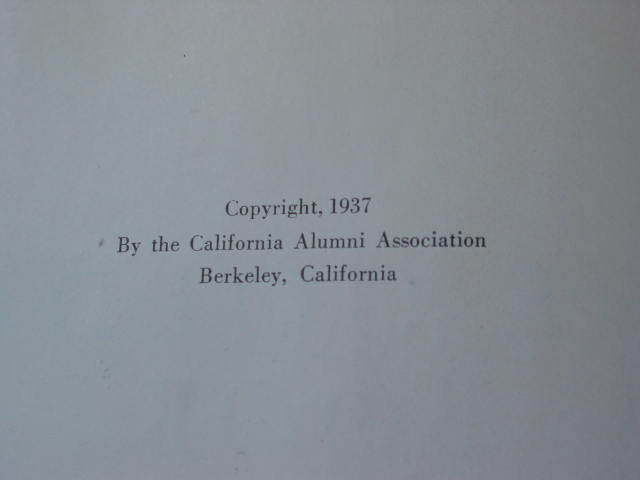 Copyright, 1937
By the California Alumni Association
Berkeley, California